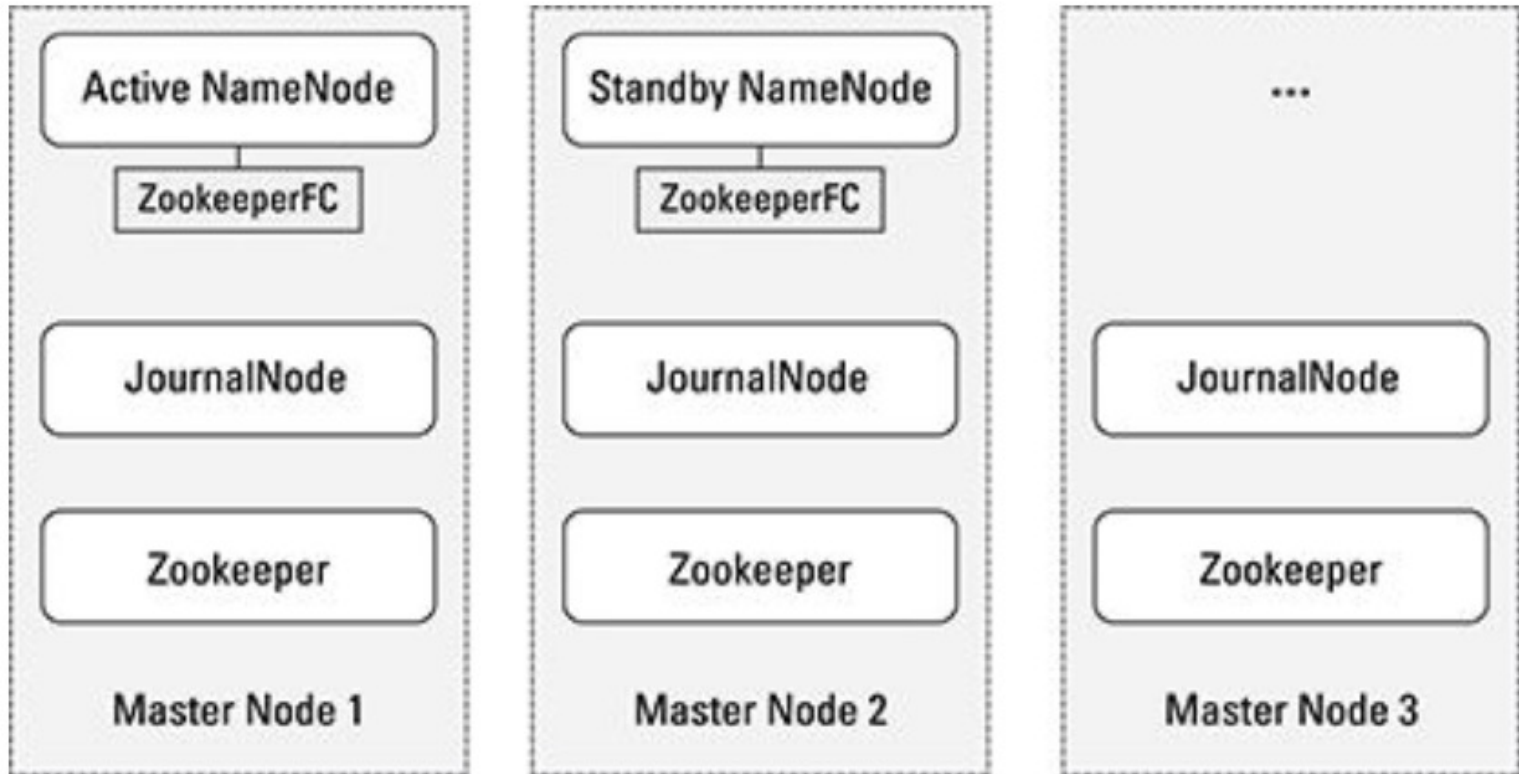 Active NameNode
ZookeeperFC
JournalNode
Zookeeper
Master Node 1
Standby NameNode
ZookeeperFC
JournalNode
Zookeeper
Master Node 2
...
JournalNode
Zookeeper
Master Node 3